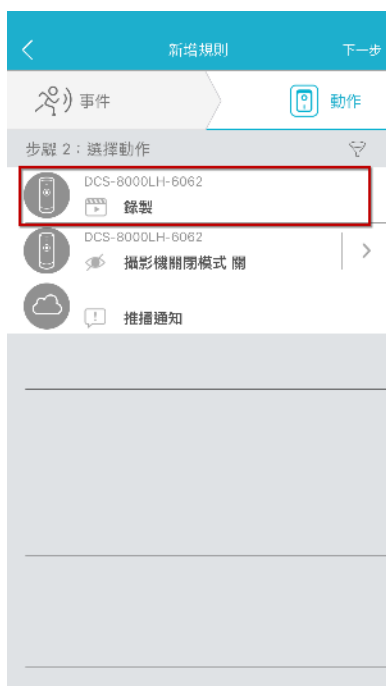 新增規則
下一步
事件
動作
步驟 2：選擇動作
DCS-8000LH-6062
錄製
DCS-8000LH-6062
攝影機關閉模式 開
推播通知